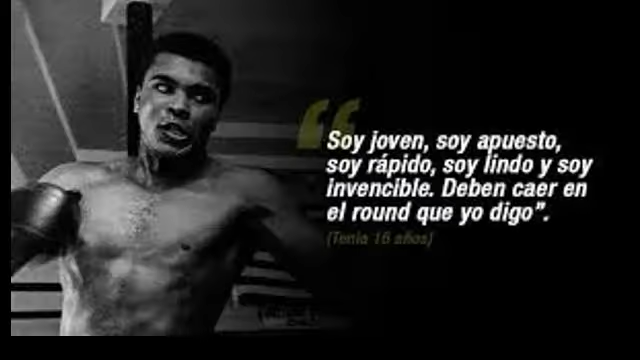 “
Soy joven, soy apuesto,
soy rápido, soy lindo y soy
invencible. Deben caer en
el round que yo digo”.
(Tenía 16 años)